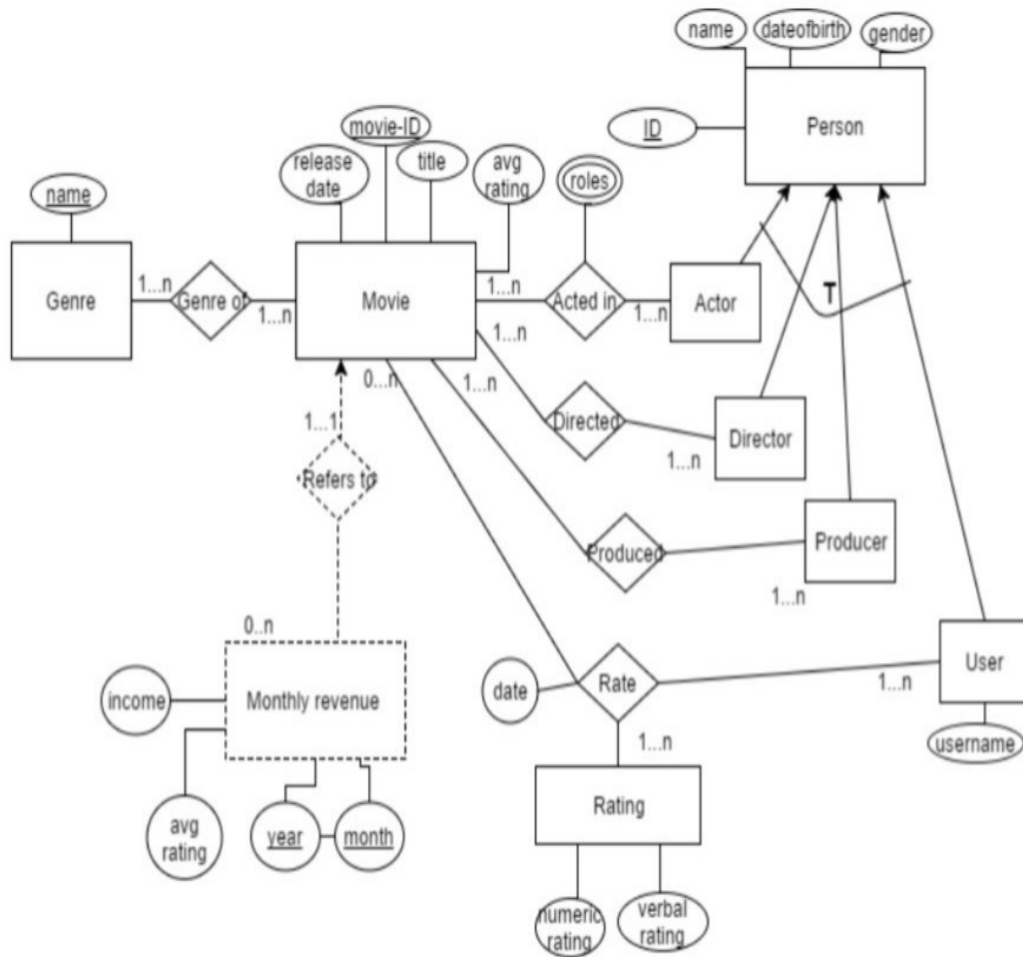 name
dateofbirth
gender
Person
ID
movie-ID
release
date
title
avg
rating
roles
name
Genre
1...n
Genre of
1...n
Movie
1...n
Acted in
1...n
Actor
T
1...n
0...n
1...n
Directed
1...n
Director
1...1
Refers to
Produced
1...n
Producer
0..n
Monthly revenue
income
avg
rating
year
month
date
Rate
1...n
User
username
1...n
Rating
numeric
rating
verbal
rating